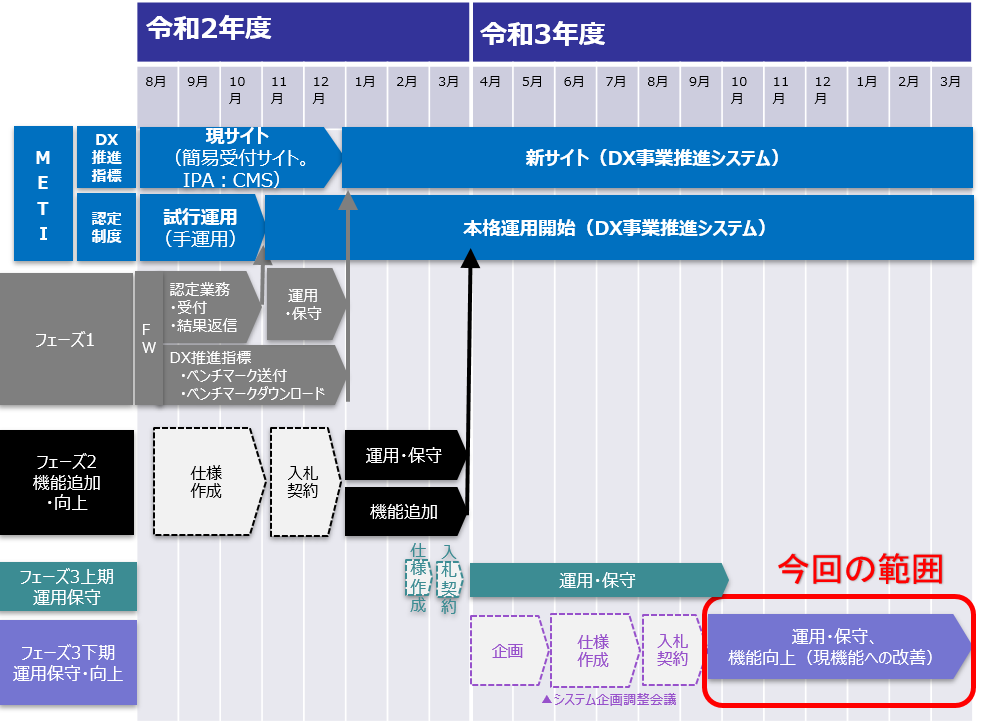 令和2年度
令和3年度
8月
9月
10
月
11
月
12
月
1月
2月
3月
4月
5月
6月
7月
8月
9月
10
月
11
月
12
月
1月
2月
3月
METI
DX
推進
指標
現サイト
（簡易受付サイト。
IPA：CMS）
新サイト（DX事業推進システム）
認定
制度
試行運用
（手運用）
本格運用開始（DX事業推進システム）
フェーズ1
FW
認定業務
・受付
・結果返信
運用
・保守
DX推進指標
・ベンチマーク送付
・ベンチマークダウンロード
フェーズ2
機能追加
・向上
仕様
作成
入札
契約
運用・保守
機能追加
フェーズ3上期
運用保守
仕様作成
入札契約
運用・保守
今回の範囲
フェーズ3下期
運用保守・向上
企画
仕様
作成
入札
契約
運用・保守、
機能向上（現機能への改善）
▲システム企画調整会議